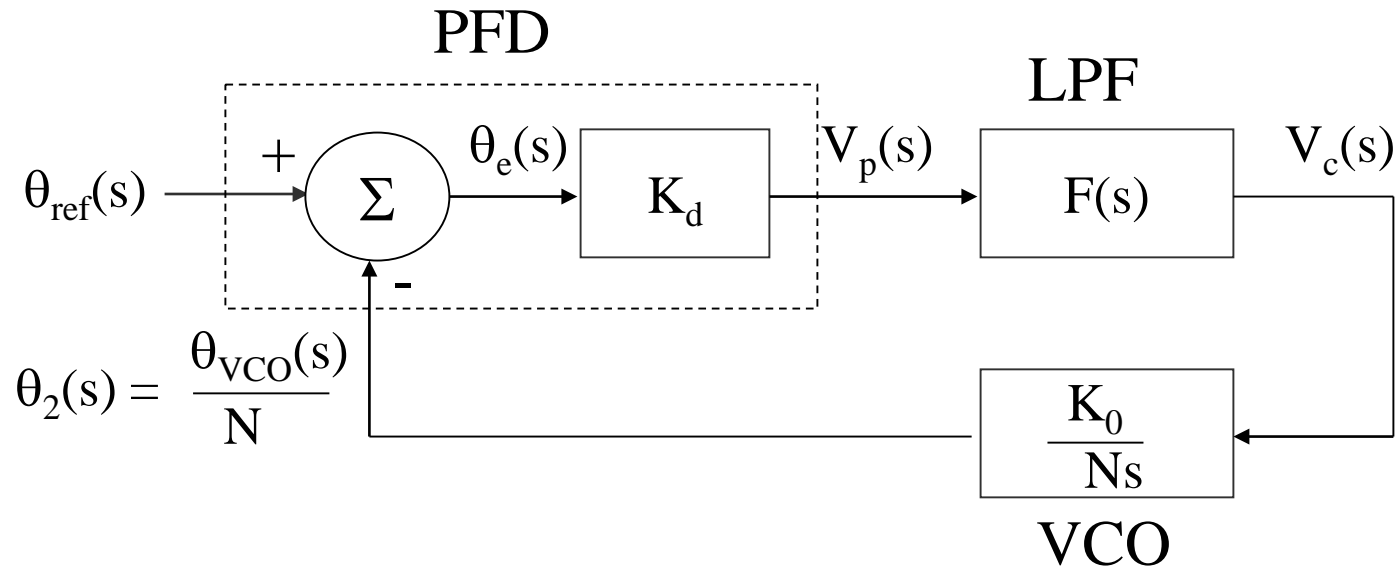 PFD
LPF
+
θref(s)
Σ
θe(s)
Kd
Vp(s)
F(s)
Vc(s)
-
θ2(s) = θVCO(s)
N
K0
Ns
VCO